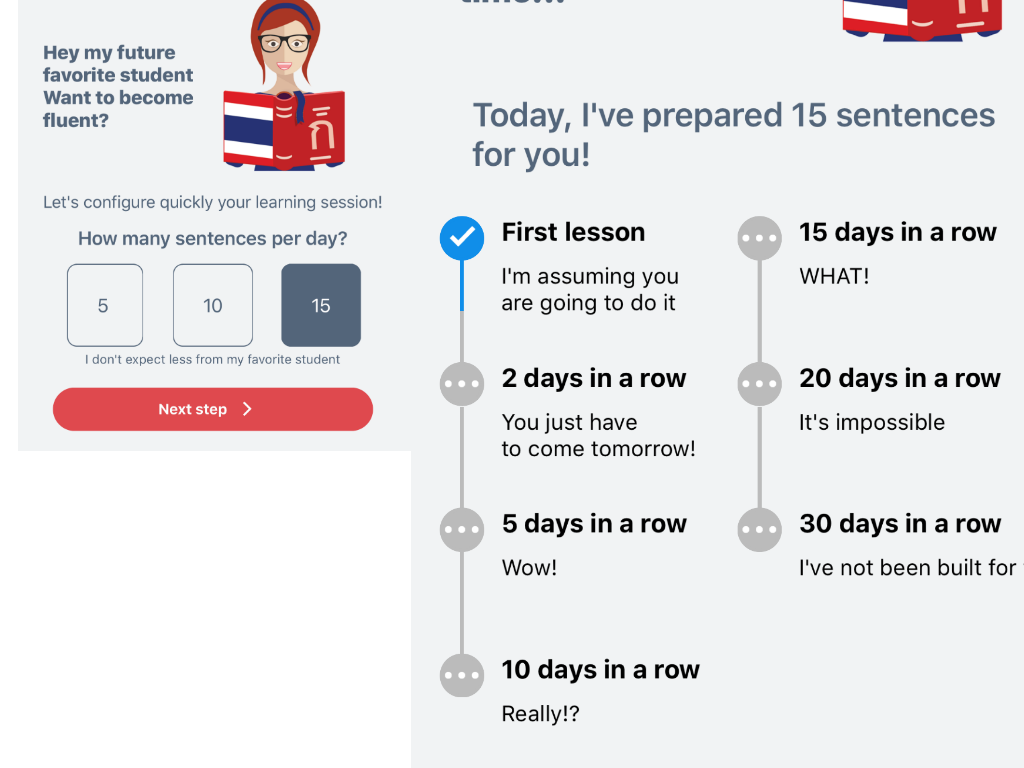 Hey my future
favorite student
Want to become
fluent?
ก
Let's configure quickly your learning session!
How many sentences per day?
5
10
15
I don't expect less from my favorite student
Next step
time...
Today, I've prepared 15 sentences
for you!
First lesson
I'm assuming you
are going to do it
2 days in a row
You just have
to come tomorrow!
5 days in a row
Wow!
10 days in a row
Really!?
15 days in a row
WHAT!
20 days in a row
It's impossible
30 days in a row
I've not been built for